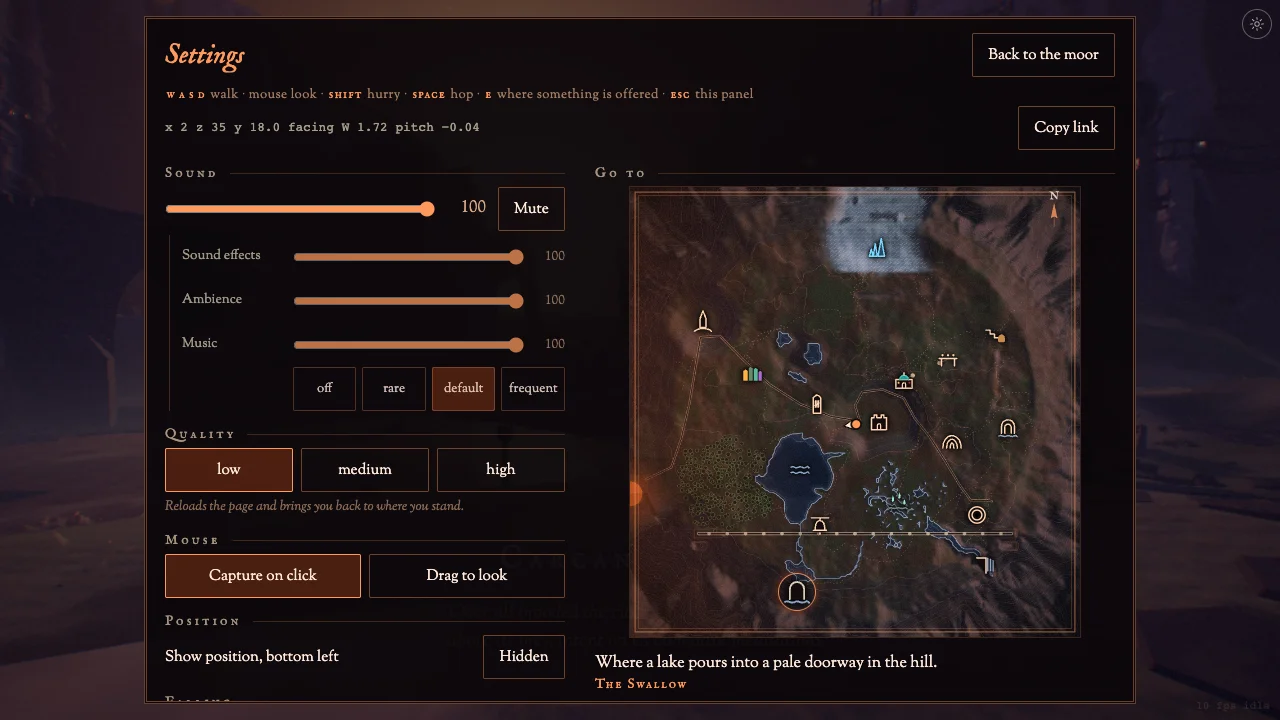 Settings
Back to the moor
W A S D walk · mouse look · SHIFT hurry · SPACE hop · E where something is offered · ESC this panel
x 2 z 35 y 18.0 facing W 1.72 pitch −0.04
Copy link
Sound
100
Mute
Sound effects
100
Ambience
100
Music
100
off
rare
default
frequent
Quality
low
medium
high
Reloads the page and brings you back to where you stand.
Mouse
Capture on click
Drag to look
Position
Show position, bottom left
Hidden
Go to
N
Where a lake pours into a pale doorway in the hill.
The Swallow